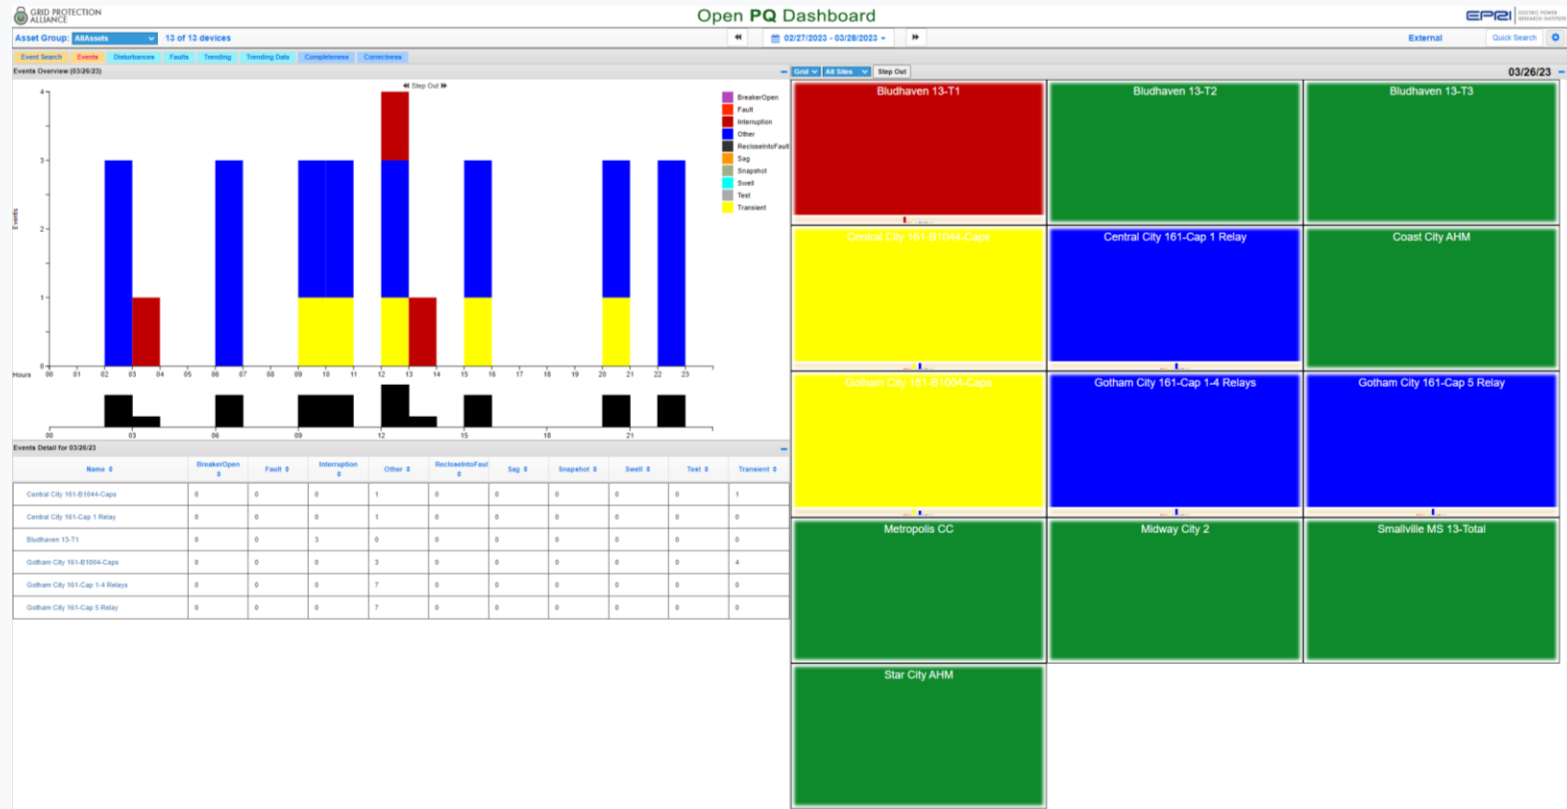 GRID PROTECTION
ALLIANCE
Open PQ Dashboard
EPRI ELECTRIC POWER
RESEARCH INSTITUTE
Asset Group: AllAssets 13 of 13 devices
02/27/2023 - 03/28/2023
External Quick Search
Event Search Events Disturbances Faults Trending Trending Data Completeness Correctness
Events Overview (03/26/23)
Step Out
4
3
2
1
0
Events
Hours 00 01 02 03 04 05 06 07 08 09 10 11 12 13 14 15 16 17 18 19 20 21 22 23
00 03 06 09 12 15 18 21
BreakerOpen
Fault
Interruption
Other
RecloseIntoFault
Sag
Snapshot
Swell
Test
Transient
Events Detail for 03/26/23
Name BreakerOpen Fault Interruption Other RecloseIntoFaul Sag Snapshot Swell Test Transient
Central City 161-B1044-Caps 0 0 0 1 0 0 0 0 0 1
Central City 161-Cap 1 Relay 0 0 0 1 0 0 0 0 0 0
Bludhaven 13-T1 0 0 3 0 0 0 0 0 0 0
Gotham City 161-B1004-Caps 0 0 0 3 0 0 0 0 0 4
Gotham City 161-Cap 1-4 Relays 0 0 0 7 0 0 0 0 0 0
Gotham City 161-Cap 5 Relay 0 0 0 7 0 0 0 0 0 0
Grid All Sites Step Out 03/26/23
Bludhaven 13-T1 Bludhaven 13-T2 Bludhaven 13-T3
Central City 161-B1044-Caps Central City 161-Cap 1 Relay Coast City AHM
Gotham City 161-B1004-Caps Gotham City 161-Cap 1-4 Relays Gotham City 161-Cap 5 Relay
Metropolis CC Midway City 2 Smallville MS 13-Total
Star City AHM